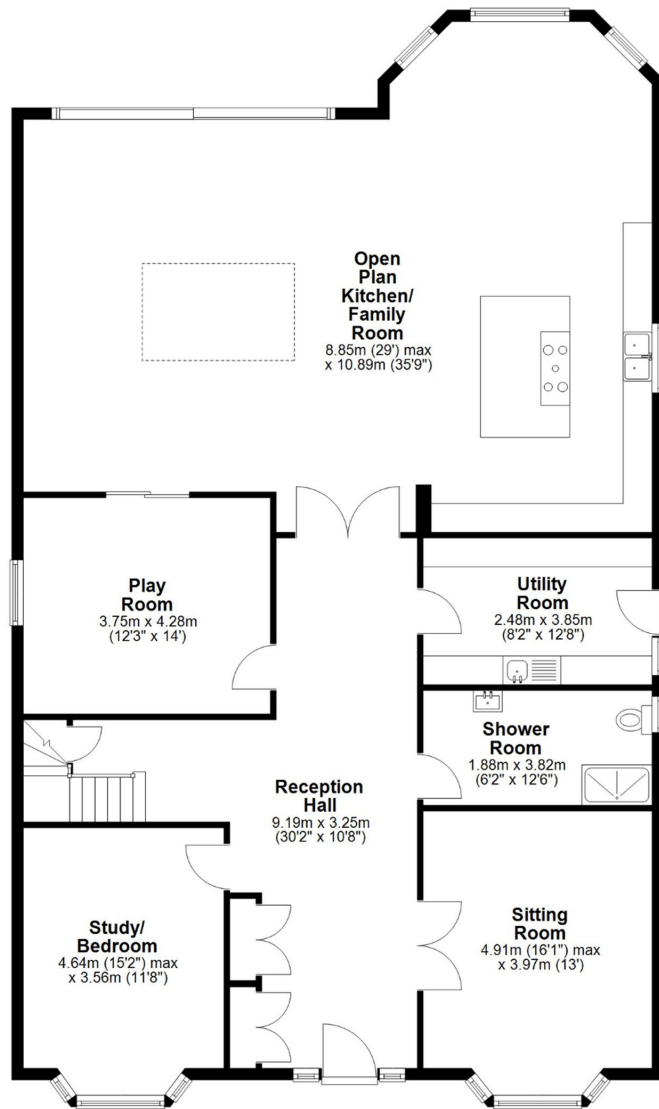 Open
Plan
Kitchen/
Family
Room
8.85m (29') max
x 10.89m (35'9")
Play
Room
3.75m x 4.28m
(12'3" x 14')
Utility
Room
2.48m x 3.85m
(8'2" x 12'8")
Shower
Room
1.88m x 3.82m
(6'2" x 12'6")
Reception
Hall
9.19m x 3.25m
(30'2" x 10'8")
Study/
Bedroom
4.64m (15'2") max
x 3.56m (11'8")
Sitting
Room
4.91m (16'1") max
x 3.97m (13')